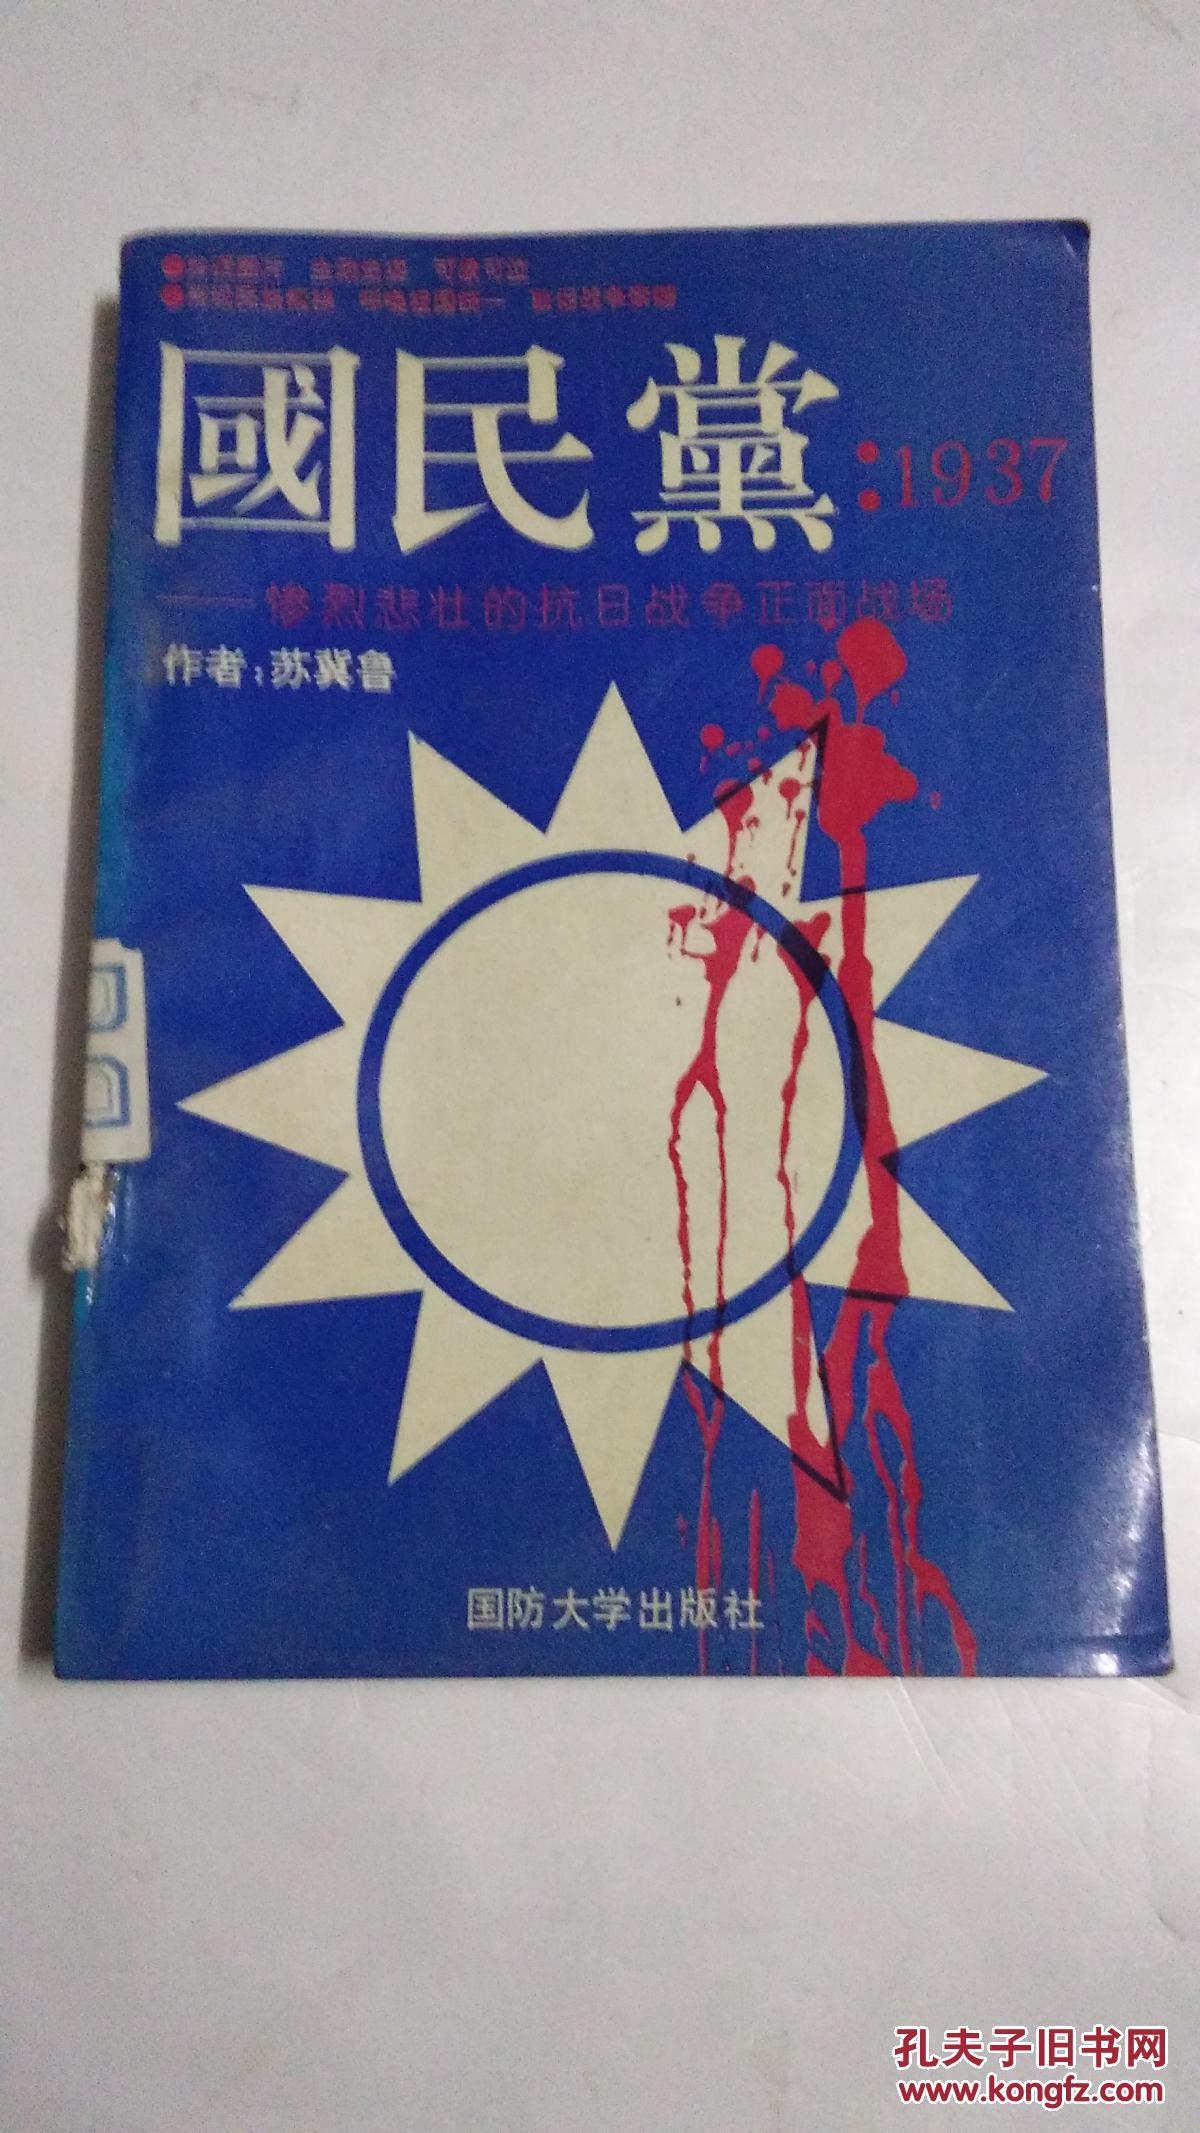 國民黨:1937
——惨烈悲壮的抗日战争正面战场
作者:苏冀鲁
国防大学出版社
孔夫子旧书网
www.kongfz.com